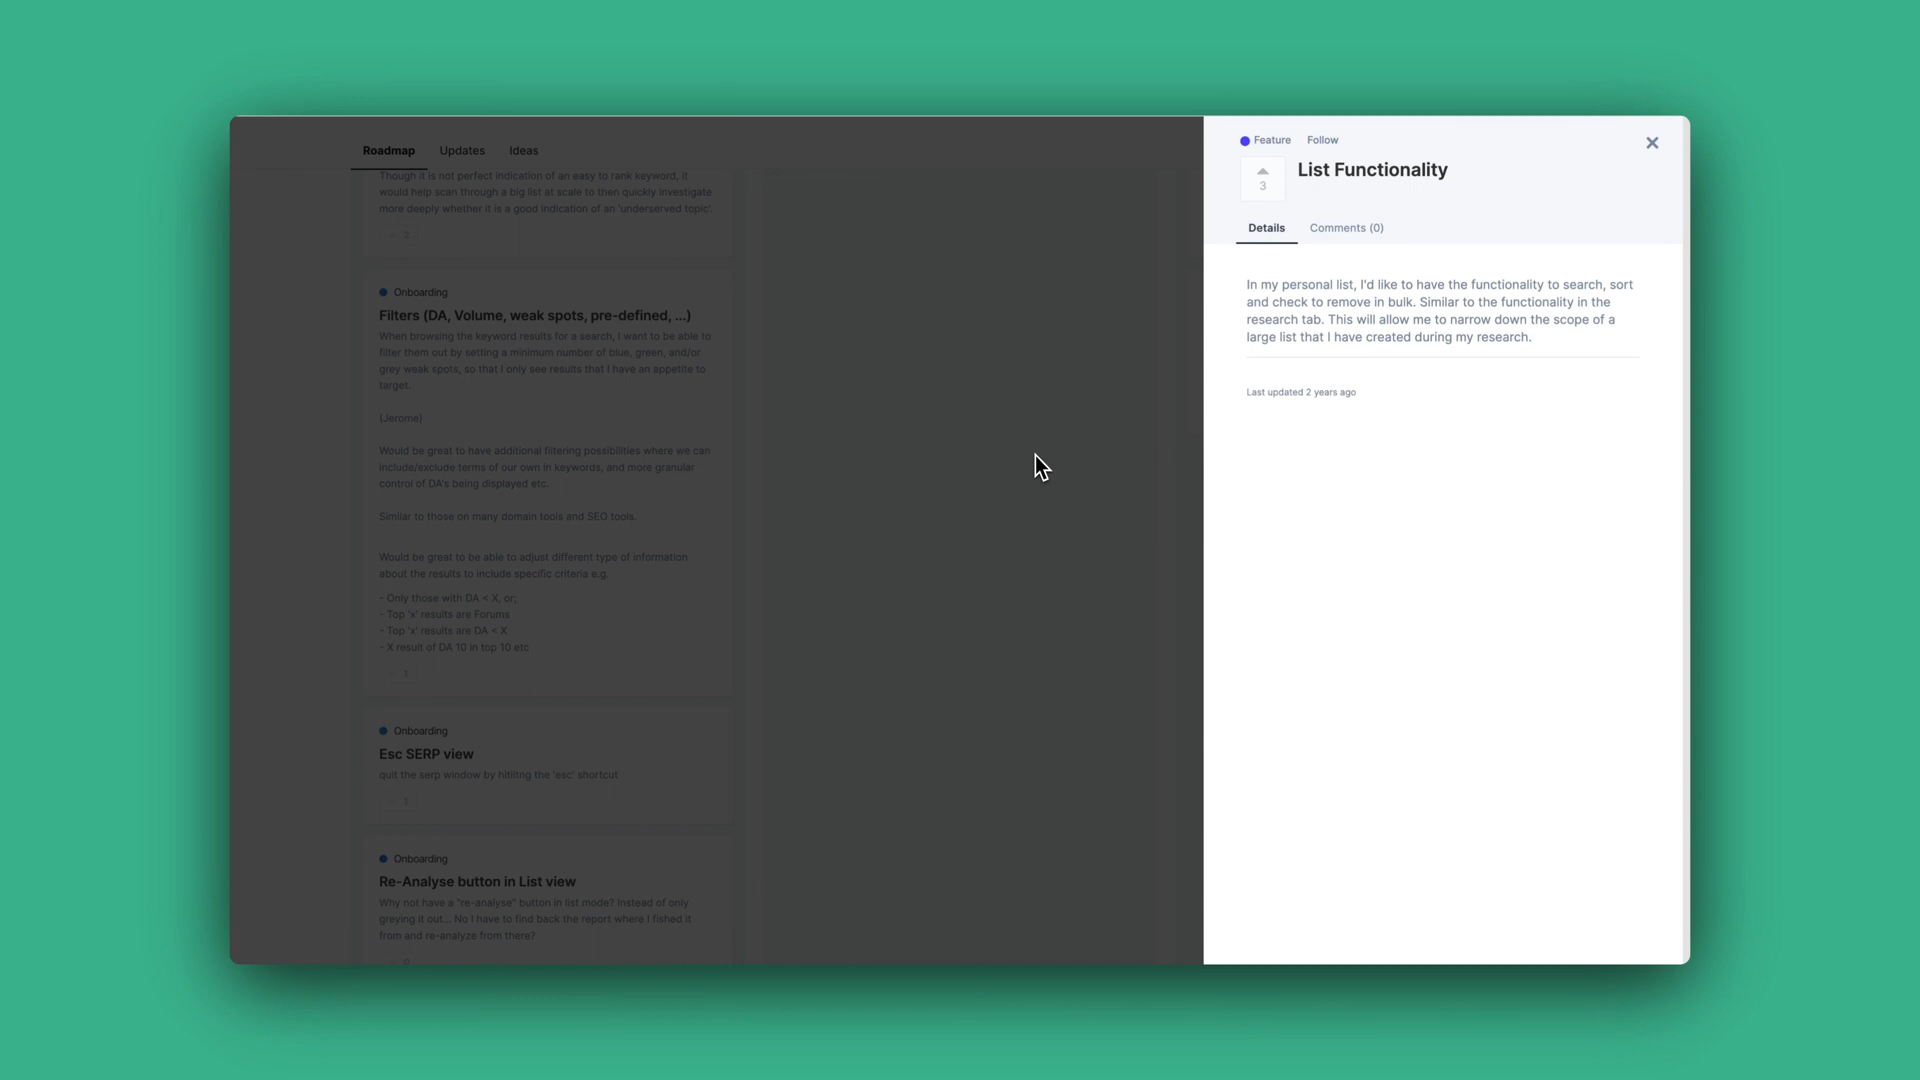 Roadmap Updates Ideas
Though it is not perfect indication of an easy to rank keyword, it
would help scan through a big list at scale to then quickly investigate
more deeply whether it is a good indication of an 'underserved topic'.
3
Onboarding
Filters (DA, Volume, weak spots, pre-defined, ...)
When browsing the keyword results for a search, I want to be able to
filter them out by setting a minimum number of blue, green, and/or
grey weak spots, so that I only see results that I have an appetite to
target.
(Jerome)
Would be great to have additional filtering possibilities where we can
include/exclude terms of our own in keywords, and more granular
control of DA's being displayed etc.
Similar to those on many domain tools and SEO tools.
Would be great to be able to adjust different type of information
about the results to include specific criteria e.g.
- Only those with DA < X, or;
- Top 'x' results are Forums
- Top 'x' results are DA < X
- X result of DA 10 in top 10 etc
1
Onboarding
Esc SERP view
quit the serp window by hitiitng the 'esc' shortcut
1
Onboarding
Re-Analyse button in List view
Why not have a "re-analyse" button in list mode? Instead of only
greying it out... No I have to find back the report where i fished it
from and re-analyze from there?
0
Feature Follow
3
List Functionality
Details Comments (0)
In my personal list, I'd like to have the functionality to search, sort
and check to remove in bulk. Similar to the functionality in the
research tab. This will allow me to narrow down the scope of a
large list that I have created during my research.
Last updated 2 years ago